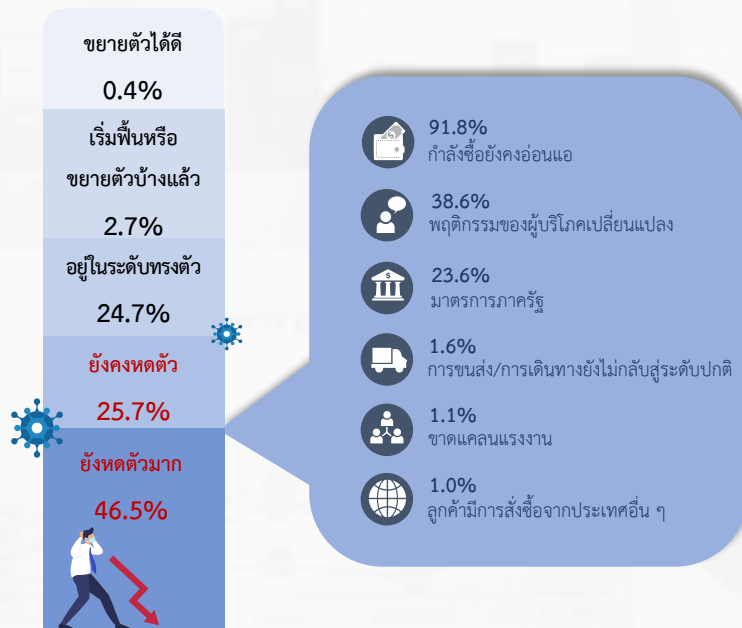 ขยายตัวได้ดี
0.4%
เริ่มฟื้นหรือ
ขยายตัวบ้างแล้ว
2.7%
อยู่ในระดับทรงตัว
24.7%
ยังคงหดตัว
25.7%
ยังหดตัวมาก
46.5%
91.8%
กำลังซื้อยังคงอ่อนแอ
38.6%
พฤติกรรมของผู้บริโภคเปลี่ยนแปลง
23.6%
มาตรการภาครัฐ
1.6%
การขนส่ง/การเดินทางยังไม่กลับสู่ระดับปกติ
1.1%
ขาดแคลนแรงงาน
1.0%
ลูกค้ามีการสั่งซื้อจากประเทศอื่น ๆ